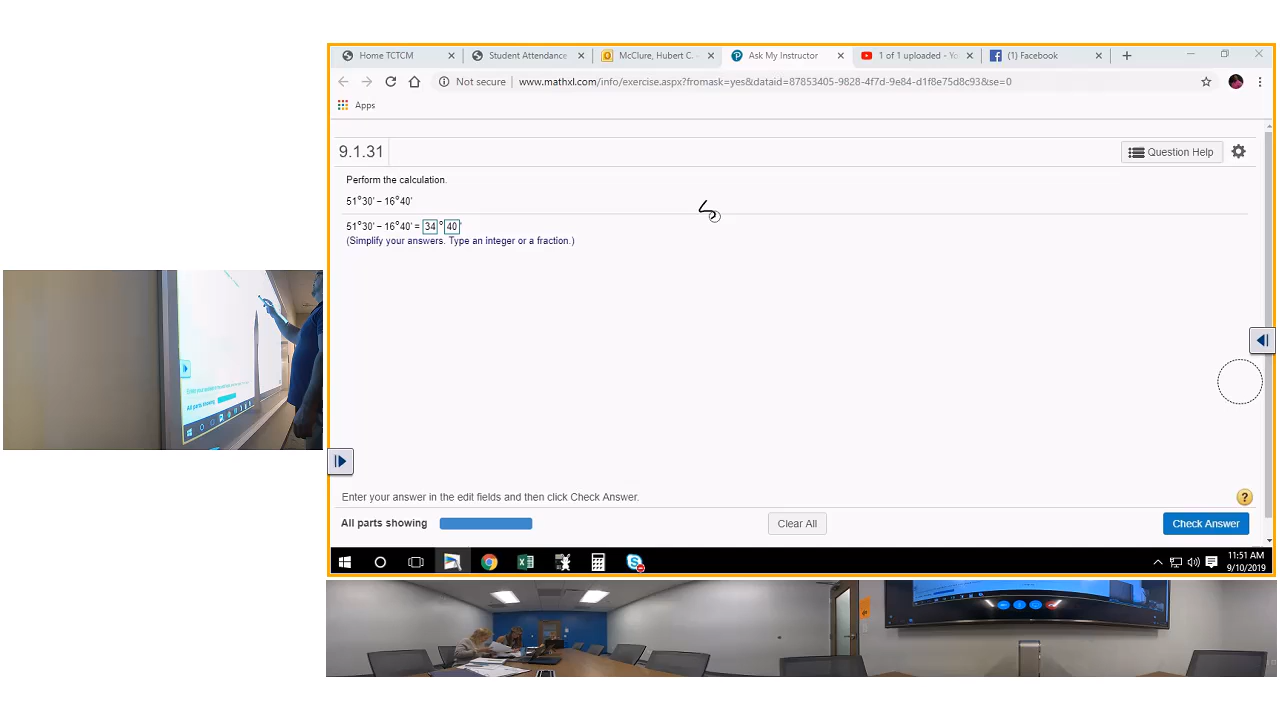 Home TCTCM
Student Attendance
McClure, Hubert C. -
Ask My Instructor
1 of 1 uploaded - Yo
(1) Facebook
Not secure www.mathxl.com/info/exercise.aspx?fromask=yes&dataid=87853405-9828-4f7d-9e84-d1f8e75d8c93&se=0
Apps
9.1.31
Question Help
Perform the calculation.
51°30' − 16°40'
51°30' − 16°40' = 34 ° 40 '
(Simplify your answers. Type an integer or a fraction.)
Enter your answer in the edit fields and then click Check Answer.
?
All parts showing
Clear All
Check Answer
11:51 AM
9/10/2019
All parts showing